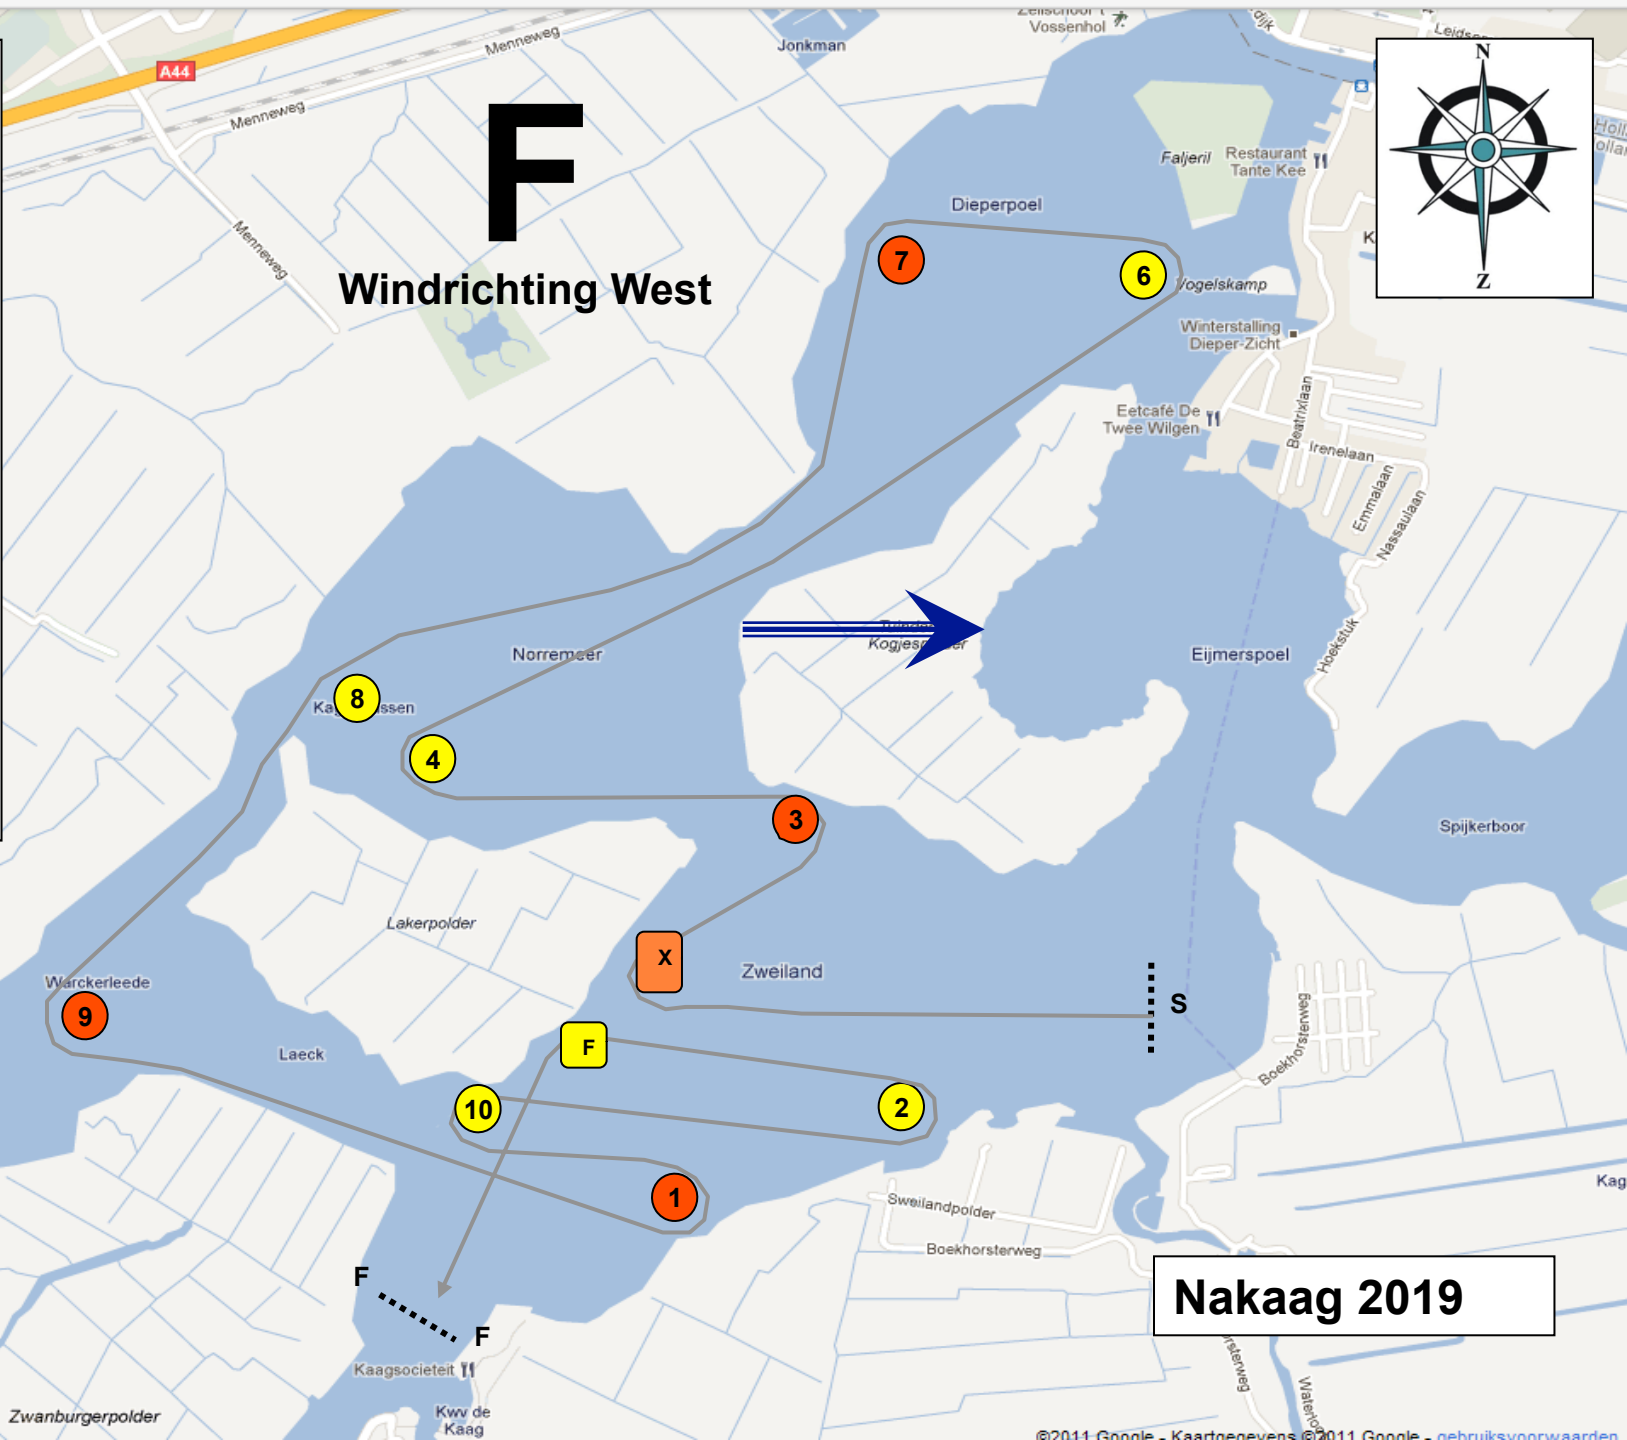 Zeilschool 't
Vossenhol
Jonkman
Menneweg
A44
Leidse
N
Menneweg
F
Faljeril
Restaurant
Tante Kee
Dieperpoel
Menneweg
K
7
6
Windrichting West
Vogelskamp
Z
Winterstalling
Dieper-Zicht
Eetcafé De
Twee Wilgen
Beatrixlaan
Irenelaan
Emmalaan
Nassaulaan
Norremeer
Hoekstuk
Eijmerspoel
8
4
3
Spijkerboor
Lakerpolder
X
Zweiland
Warckerleede
S
9
F
Laeck
Boekhorsterweg
10
2
1
Kag
Sweilandpolder
Boekhorsterweg
F
Nakaag 2019
F
Kaagsocieteit
Kwv de
Kaag
Zwanburgerpolder
©2011 Google - Kaartgegevens ©2011 Google - gebruiksvoorwaarden